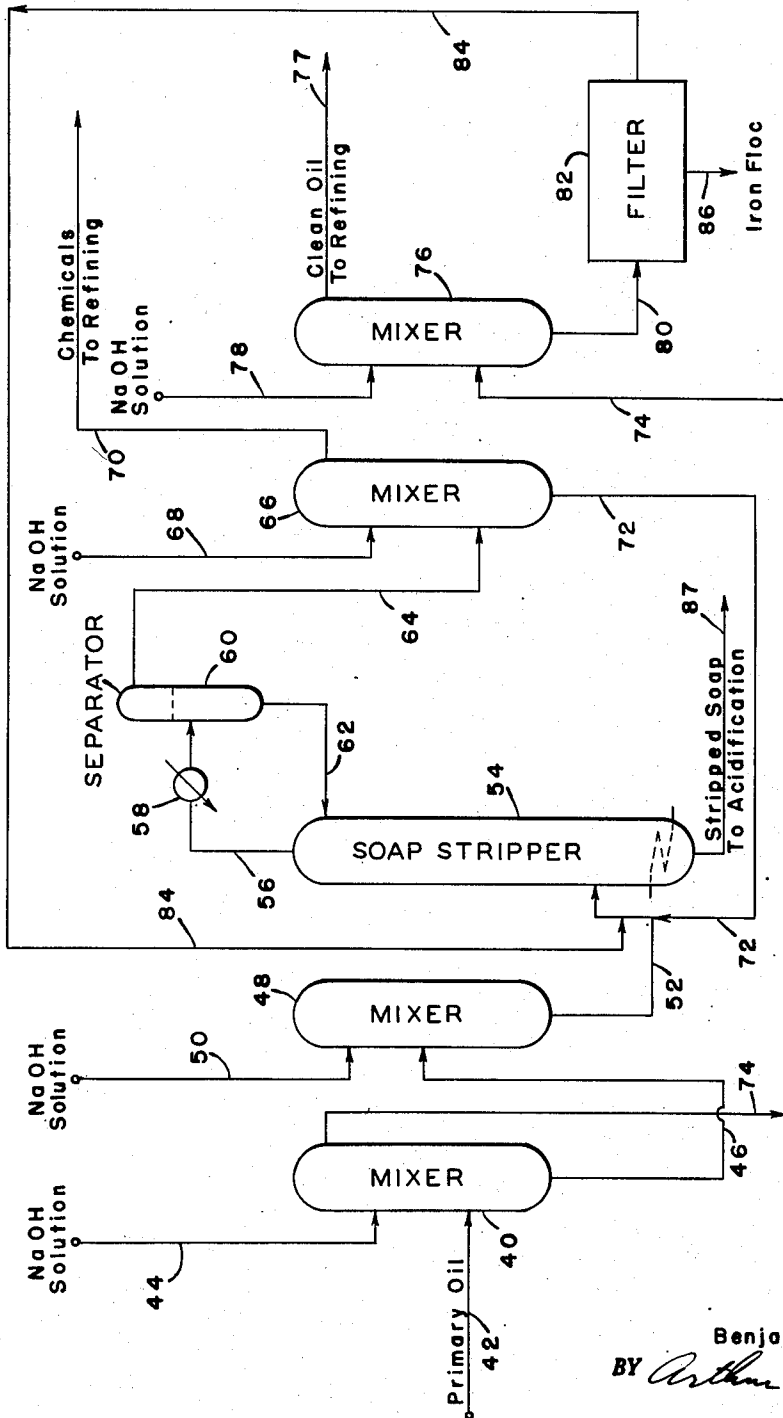 84
77
Chemicals
To Refining
Clean Oil
To Refining
82
FILTER
86
Iron Floc
NaOH
Solution
78
76
MIXER
80
70
74
NaOH
Solution
68
66
MIXER
72
64
SEPARATOR
60
62
58
56
54
SOAP STRIPPER
87
Stripped Soap
To Acidification
84
72
52
NaOH
Solution
50
48
MIXER
74
46
NaOH
Solution
44
MIXER
40
Primary Oil
42
Benja
BY Arthur